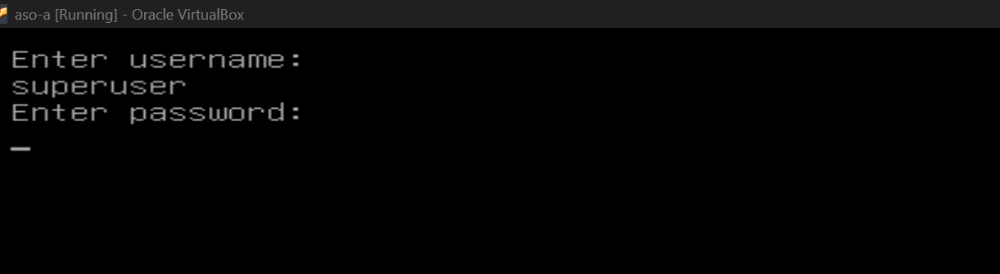 aso-a [Running] - Oracle VirtualBox
Enter username:
superuser
Enter password: